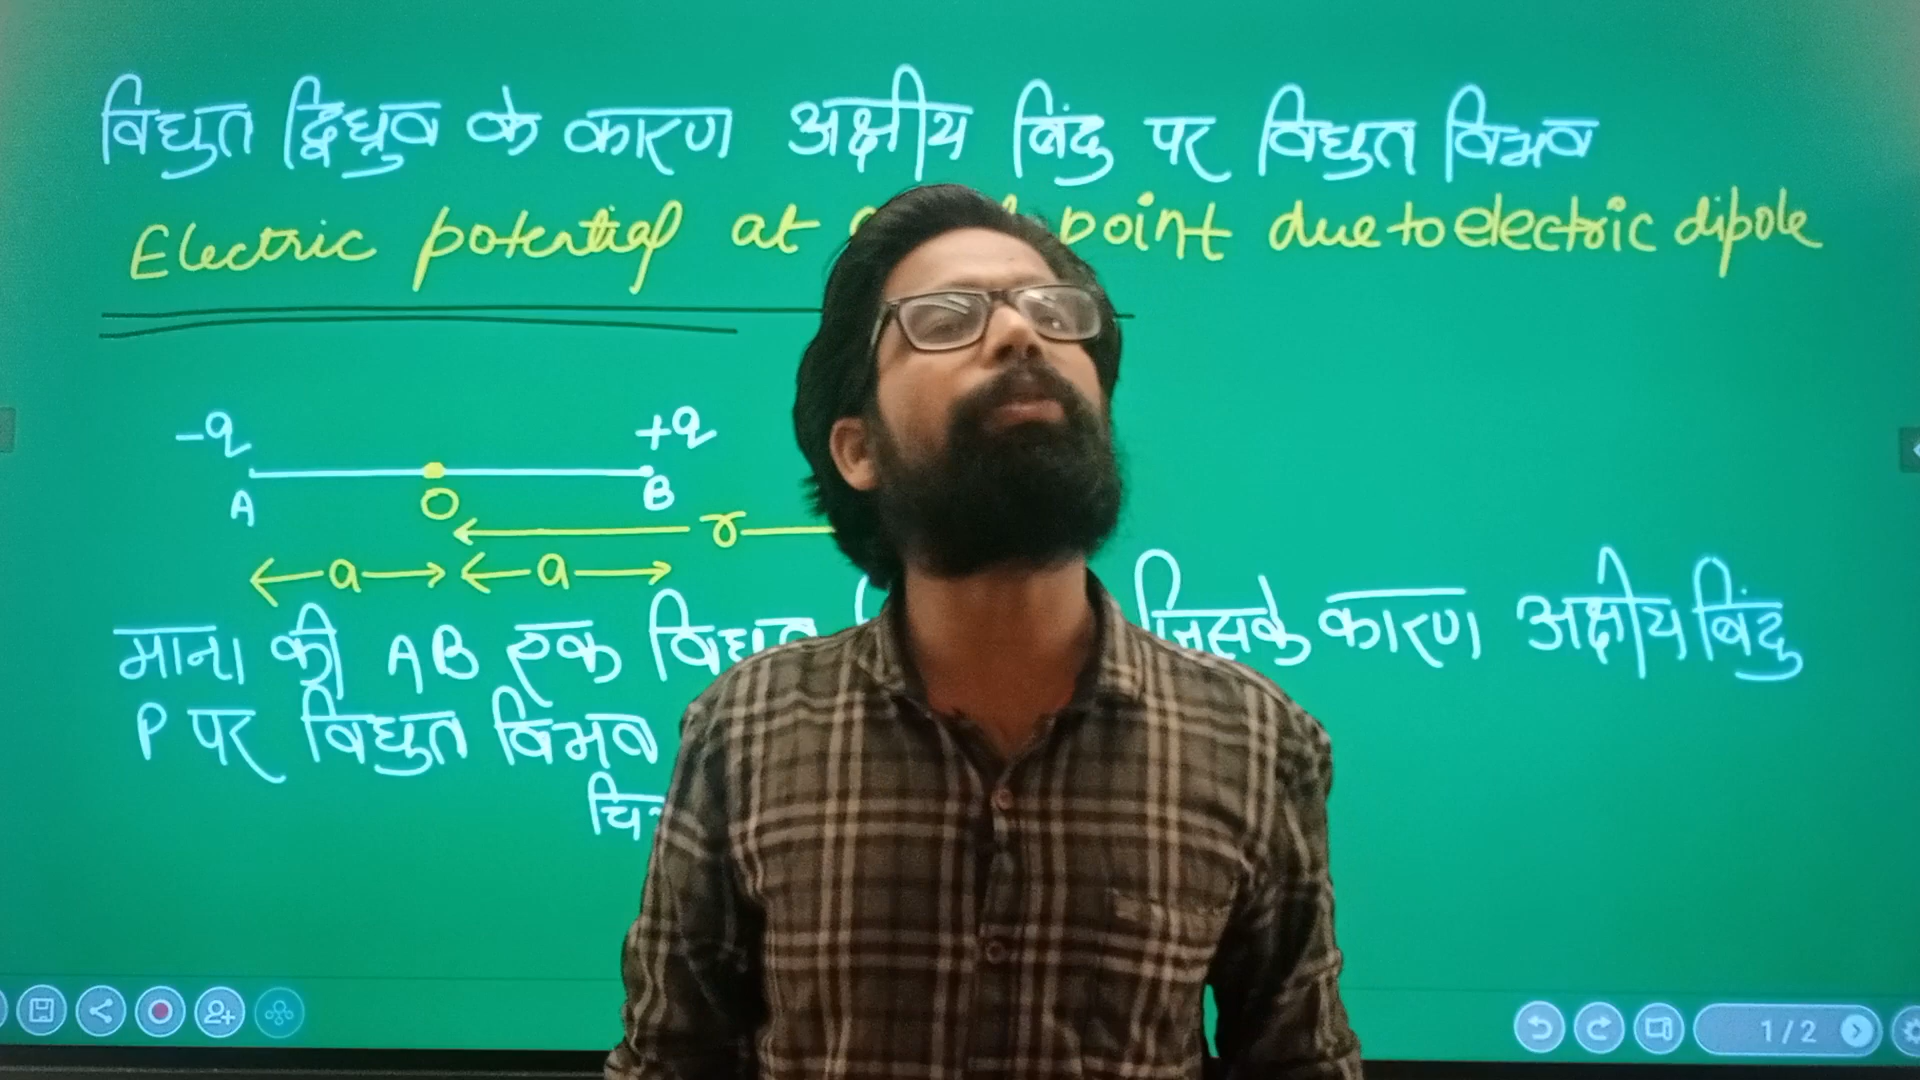 विद्युत द्विध्रुव के कारण अक्षीय बिंदु पर विद्युत विभव
Electric potential at point due to electric dipole
-q +q
A O B
r
a a
माना की AB एक विद्युत जिसके कारण अक्षीय बिंदु
P पर विद्युत विभव
1/2